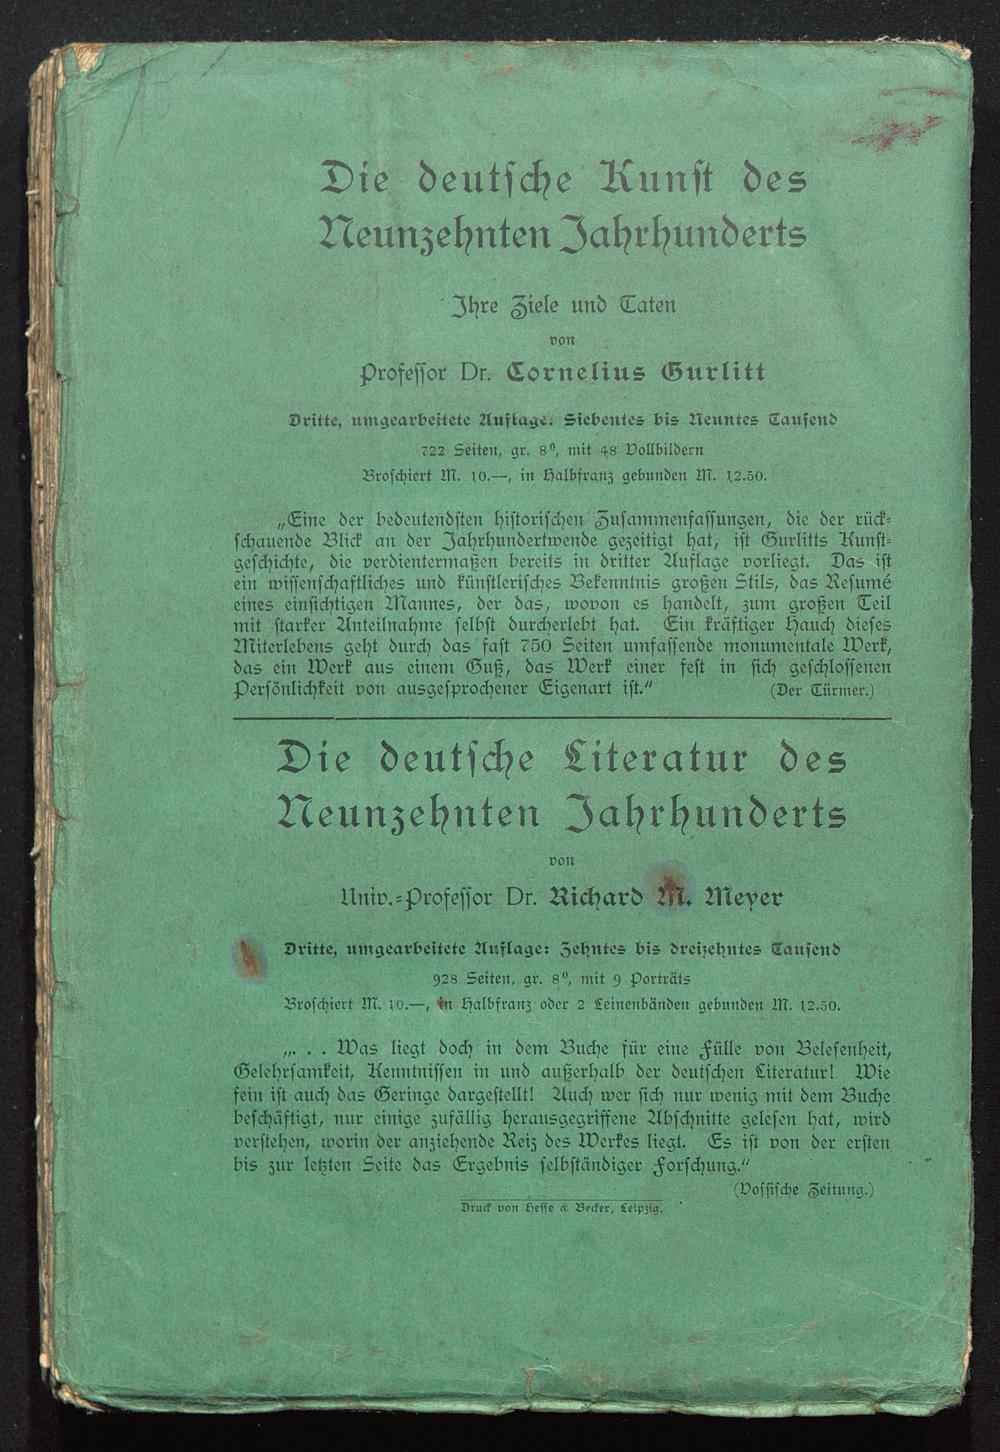 Die deutsche Kunst des
Neunzehnten Jahrhunderts
Ihre Ziele und Taten
von
Professor Dr. Cornelius Gurlitt
Dritte, umgearbeitete Auflage: Siebentes bis Neuntes Tausend
722 Seiten, gr. 8⁰, mit 48 Vollbildern
Broschiert M. 10.—, in Halbfranz gebunden M. 12.50.
„Eine der bedeutendsten historischen Zusammenfassungen, die der rück-
schauende Blick an der Jahrhundertwende gezeitigt hat, ist Gurlitts Kunst-
geschichte, die verdientermaßen bereits in dritter Auflage vorliegt. Das ist
ein wissenschaftliches und künstlerisches Bekenntnis großen Stils, das Resumé
eines einsichtigen Mannes, der das, wovon es handelt, zum großen Teil
mit starker Anteilnahme selbst durcherlebt hat. Ein kräftiger Hauch dieses
Miterlebens geht durch das fast 750 Seiten umfassende monumentale Werk,
das ein Werk aus einem Guß, das Werk einer fest in sich geschlossenen
Persönlichkeit von ausgesprochener Eigenart ist.“ (Der Türmer.)
Die deutsche Literatur des
Neunzehnten Jahrhunderts
von
Univ.-Professor Dr. Richard M. Meyer
Dritte, umgearbeitete Auflage: Zehntes bis dreizehntes Tausend
928 Seiten, gr. 8⁰, mit 9 Porträts
Broschiert M. 10.—, in Halbfranz oder 2 Leinenbänden gebunden M. 12.50.
„. . . Was liegt doch in dem Buche für eine Fülle von Belesenheit,
Gelehrsamkeit, Kenntnissen in und außerhalb der deutschen Literatur! Wie
fein ist auch das Geringe dargestellt! Auch wer sich nur wenig mit dem Buche
beschäftigt, nur einige zufällig herausgegriffene Abschnitte gelesen hat, wird
verstehen, worin der anziehende Reiz des Werkes liegt. Es ist von der ersten
bis zur letzten Seite das Ergebnis selbständiger Forschung.“
(Vossische Zeitung.)
Druck von Hesse & Becker, Leipzig.